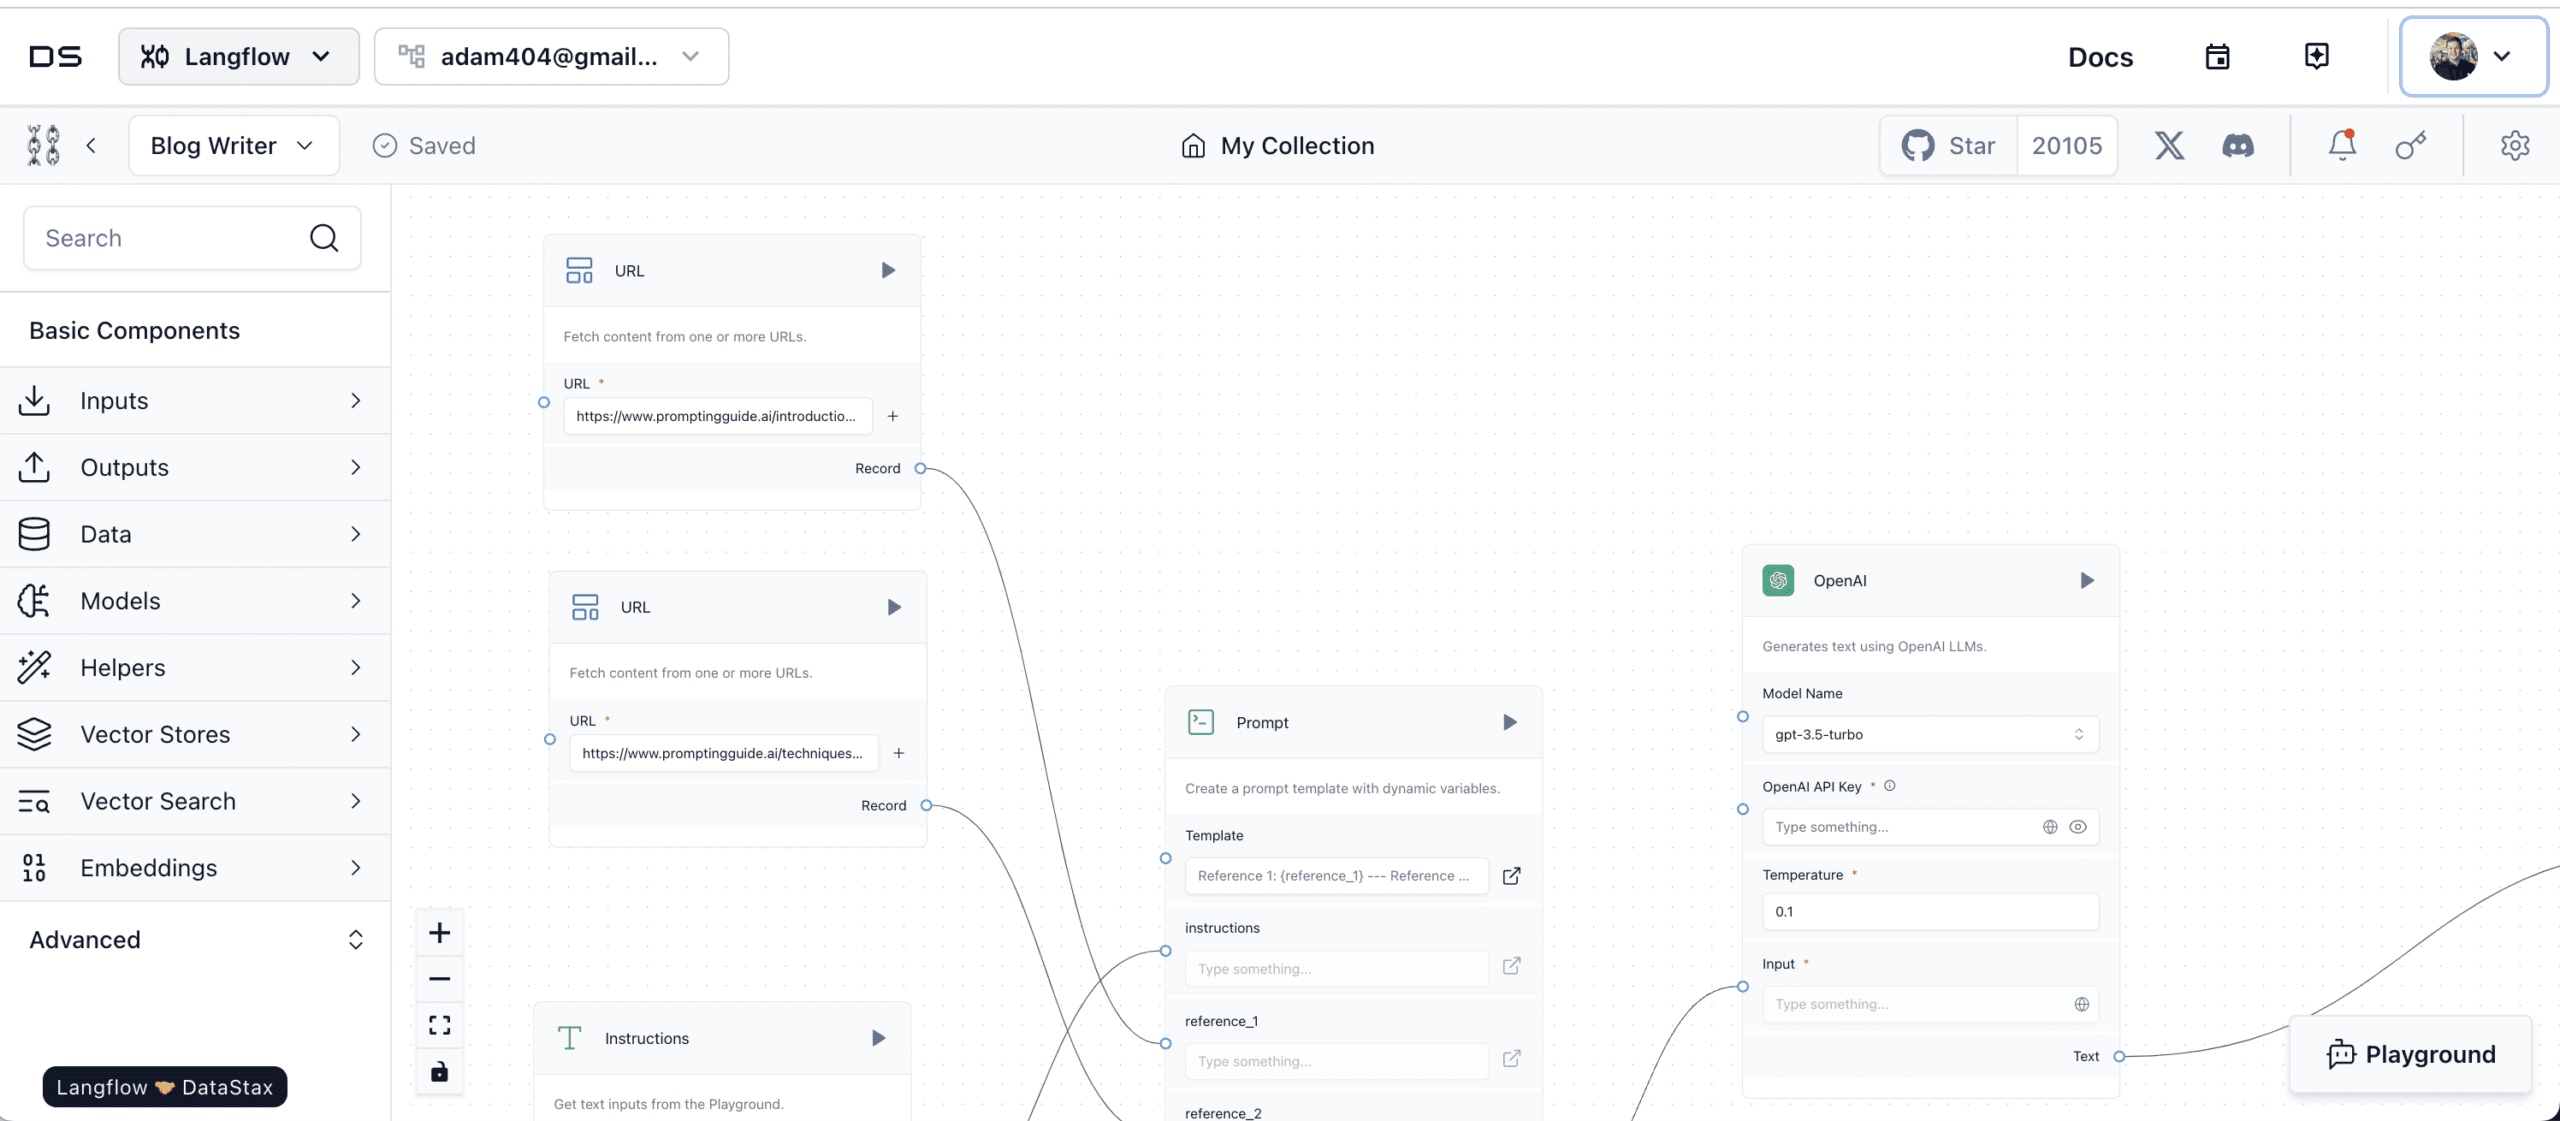 DS
Langflow
adam404@gmail...
Docs
Blog Writer
Saved
My Collection
Star
20105
Search
Basic Components
Inputs
Outputs
Data
Models
Helpers
Vector Stores
Vector Search
Embeddings
Advanced
Langflow 🤝 DataStax
URL
Fetch content from one or more URLs.
URL *
https://www.promptingguide.ai/introductio...
Record
URL
Fetch content from one or more URLs.
URL *
https://www.promptingguide.ai/techniques...
Record
Instructions
Get text inputs from the Playground.
Prompt
Create a prompt template with dynamic variables.
Template
Reference 1: {reference_1} --- Reference ...
instructions
Type something...
reference_1
Type something...
reference_2
OpenAI
Generates text using OpenAI LLMs.
Model Name
gpt-3.5-turbo
OpenAI API Key *
Type something...
Temperature *
0.1
Input *
Type something...
Text
Playground